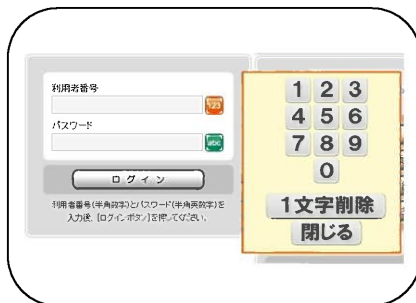 利用者番号
123
パスワード
abc
ログイン
利用者番号(半角数字)とパスワード(半角英数字)を
入力後、[ログインボタン]を押してください。
1 2 3
4 5 6
7 8 9
0
1文字削除
閉じる